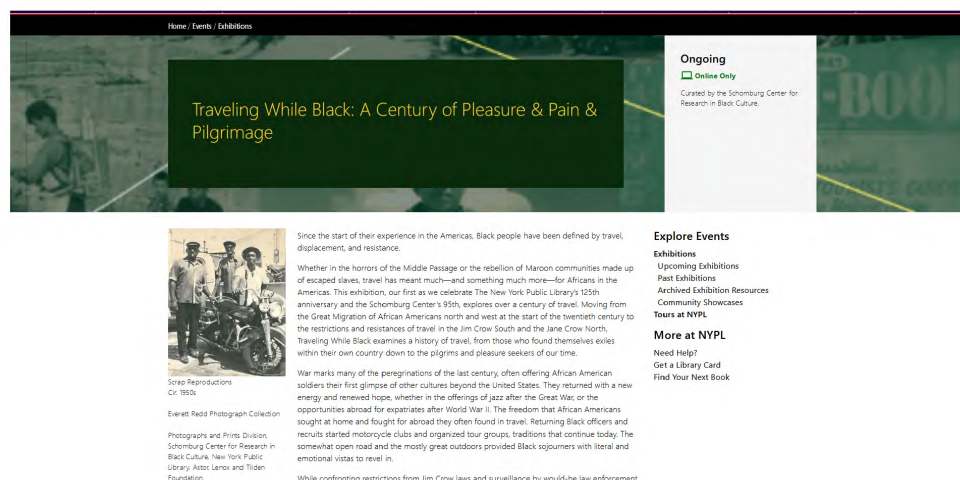 Home / Events / Exhibitions
Traveling While Black: A Century of Pleasure & Pain &
Pilgrimage
Ongoing
Online Only
Curated by the Schomburg Center for
Research in Black Culture.
Scrap Reproductions
Cir. 1950s
Everett Redd Photograph Collection
Photographs and Prints Division,
Schomburg Center for Research in
Black Culture, New York Public
Library, Astor, Lenox and Tilden
Foundation
Since the start of their experience in the Americas, Black people have been defined by travel,
displacement, and resistance.
Whether in the horrors of the Middle Passage or the rebellion of Maroon communities made up
of escaped slaves, travel has meant much—and something much more—for Africans in the
Americas. This exhibition, our first as we celebrate The New York Public Library's 125th
anniversary and the Schomburg Center's 95th, explores over a century of travel. Moving from
the Great Migration of African Americans north and west at the start of the twentieth century to
the restrictions and resistances of travel in the Jim Crow South and the Jane Crow North,
Traveling While Black examines a history of travel, from those who found themselves exiles
within their own country down to the pilgrims and pleasure seekers of our time.
War marks many of the peregrinations of the last century, often offering African American
soldiers their first glimpse of other cultures beyond the United States. They returned with a new
energy and renewed hope, whether in the offerings of jazz after the Great War, or the
opportunities abroad for expatriates after World War II. The freedom that African Americans
sought at home and fought for abroad they often found in travel. Returning Black officers and
recruits started motorcycle clubs and organized tour groups, traditions that continue today. The
somewhat open road and the mostly great outdoors provided Black sojourners with literal and
emotional vistas to revel in.
While confronting restrictions from Jim Crow laws and surveillance by would-be law enforcement
Explore Events
Exhibitions
Upcoming Exhibitions
Past Exhibitions
Archived Exhibition Resources
Community Showcases
Tours at NYPL
More at NYPL
Need Help?
Get a Library Card
Find Your Next Book